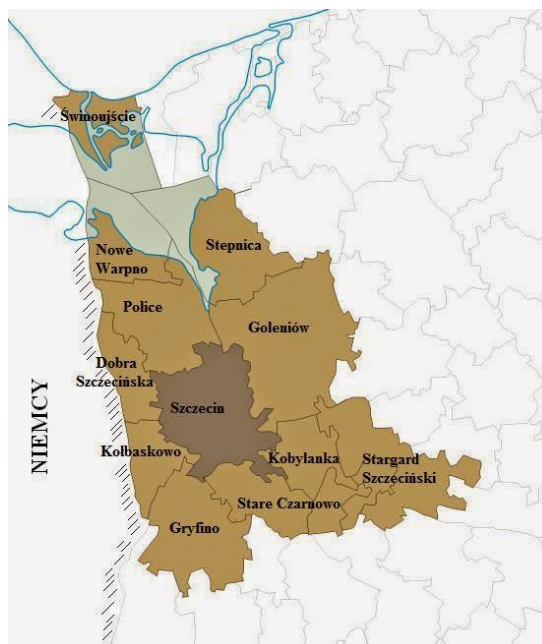 Świnoujście
Stepnica
Nowe
Warpno
Police
Goleniów
Dobra
Szczecińska
Szczecin
NIEMCY
Kołbaskowo
Kobylanka
Stargard
Szczeciński
Stare Czarnowo
Gryfino